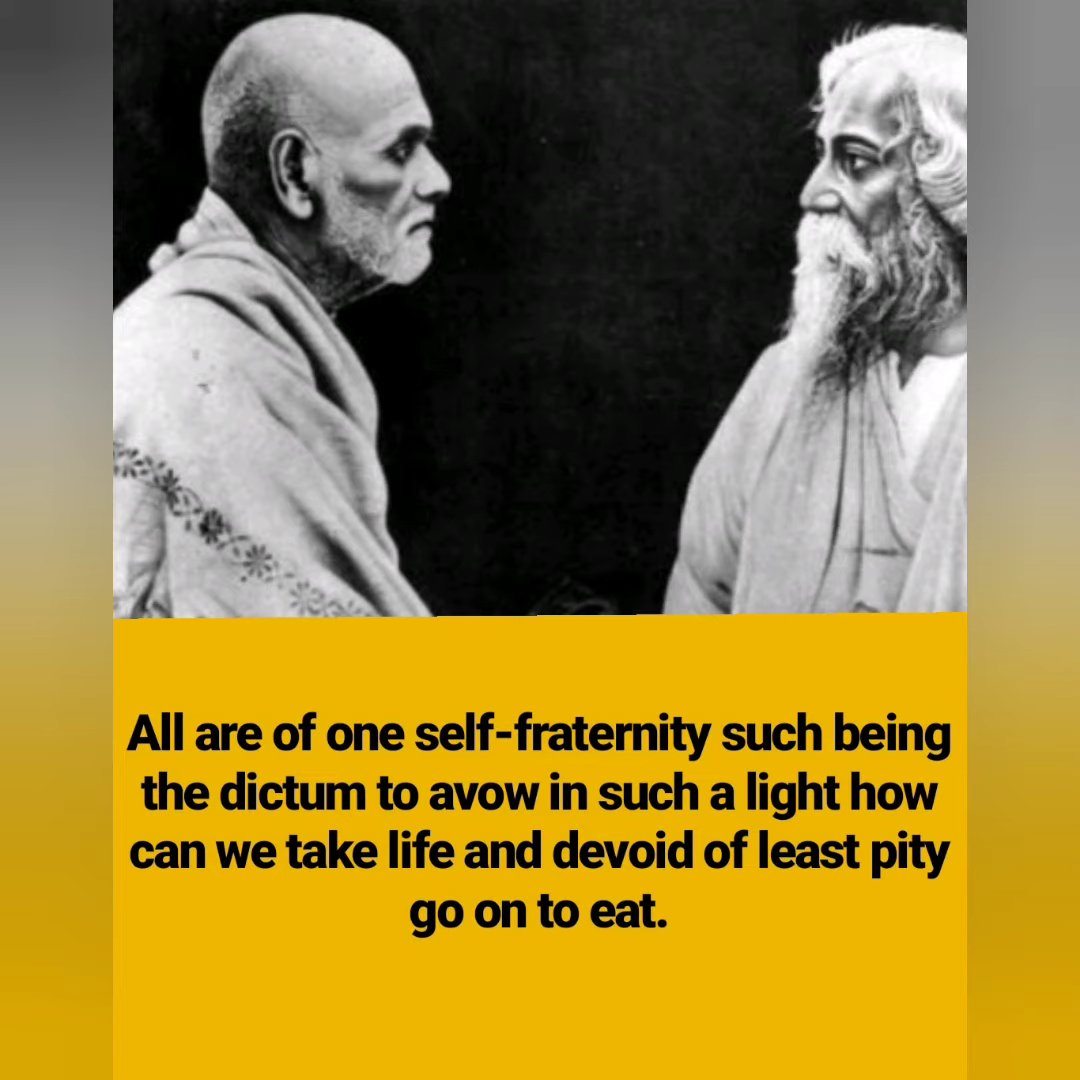 All are of one self-fraternity such being
the dictum to avow in such a light how
can we take life and devoid of least pity
go on to eat.